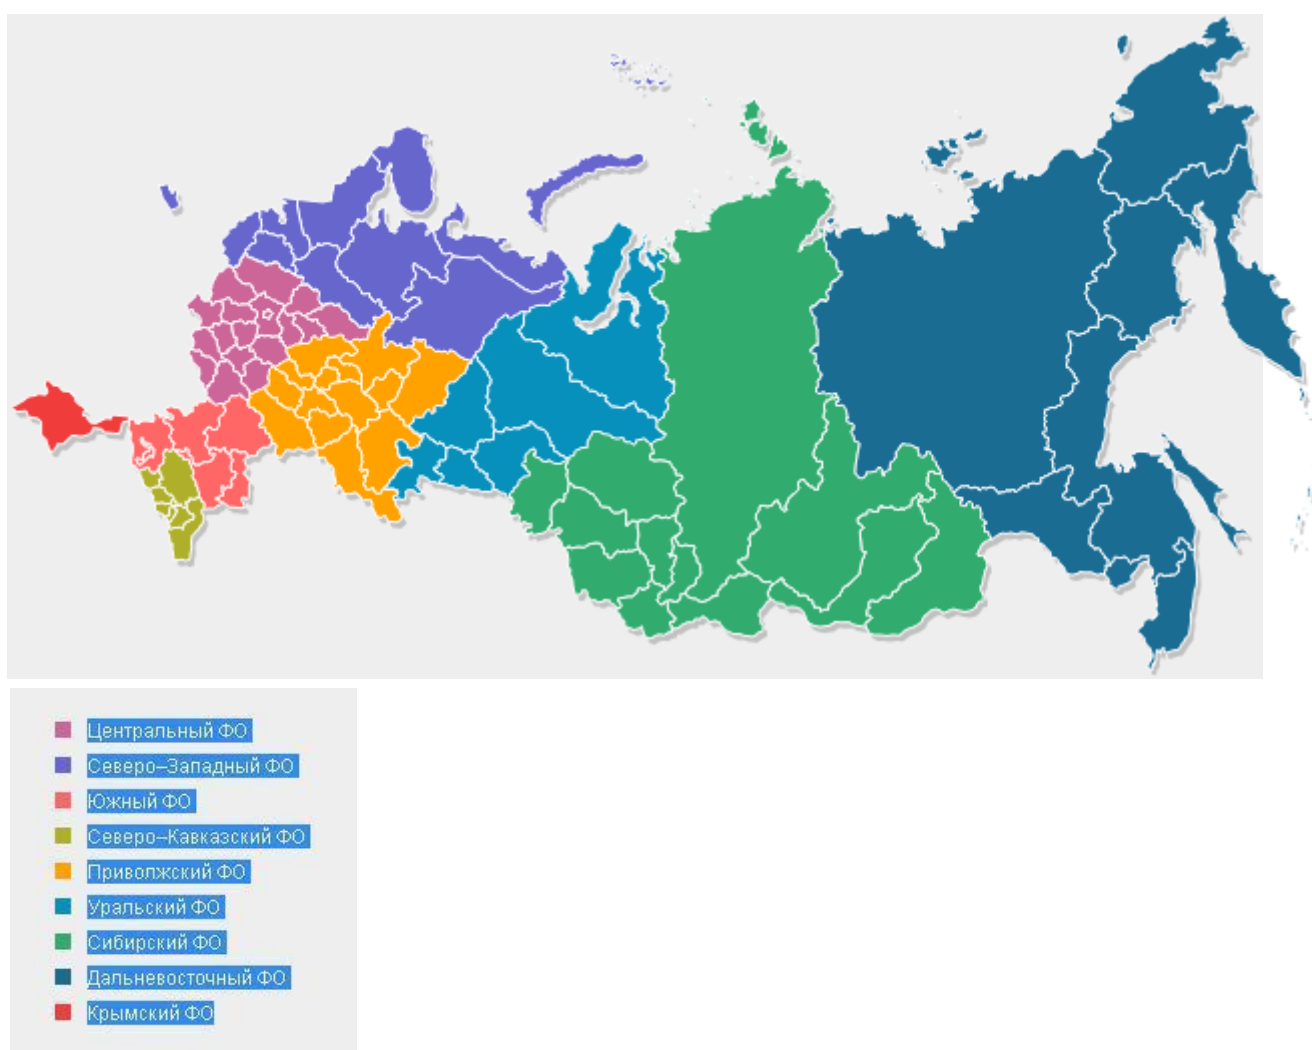 Центральный ФО
Северо–Западный ФО
Южный ФО
Северо–Кавказский ФО
Приволжский ФО
Уральский ФО
Сибирский ФО
Дальневосточный ФО
Крымский ФО